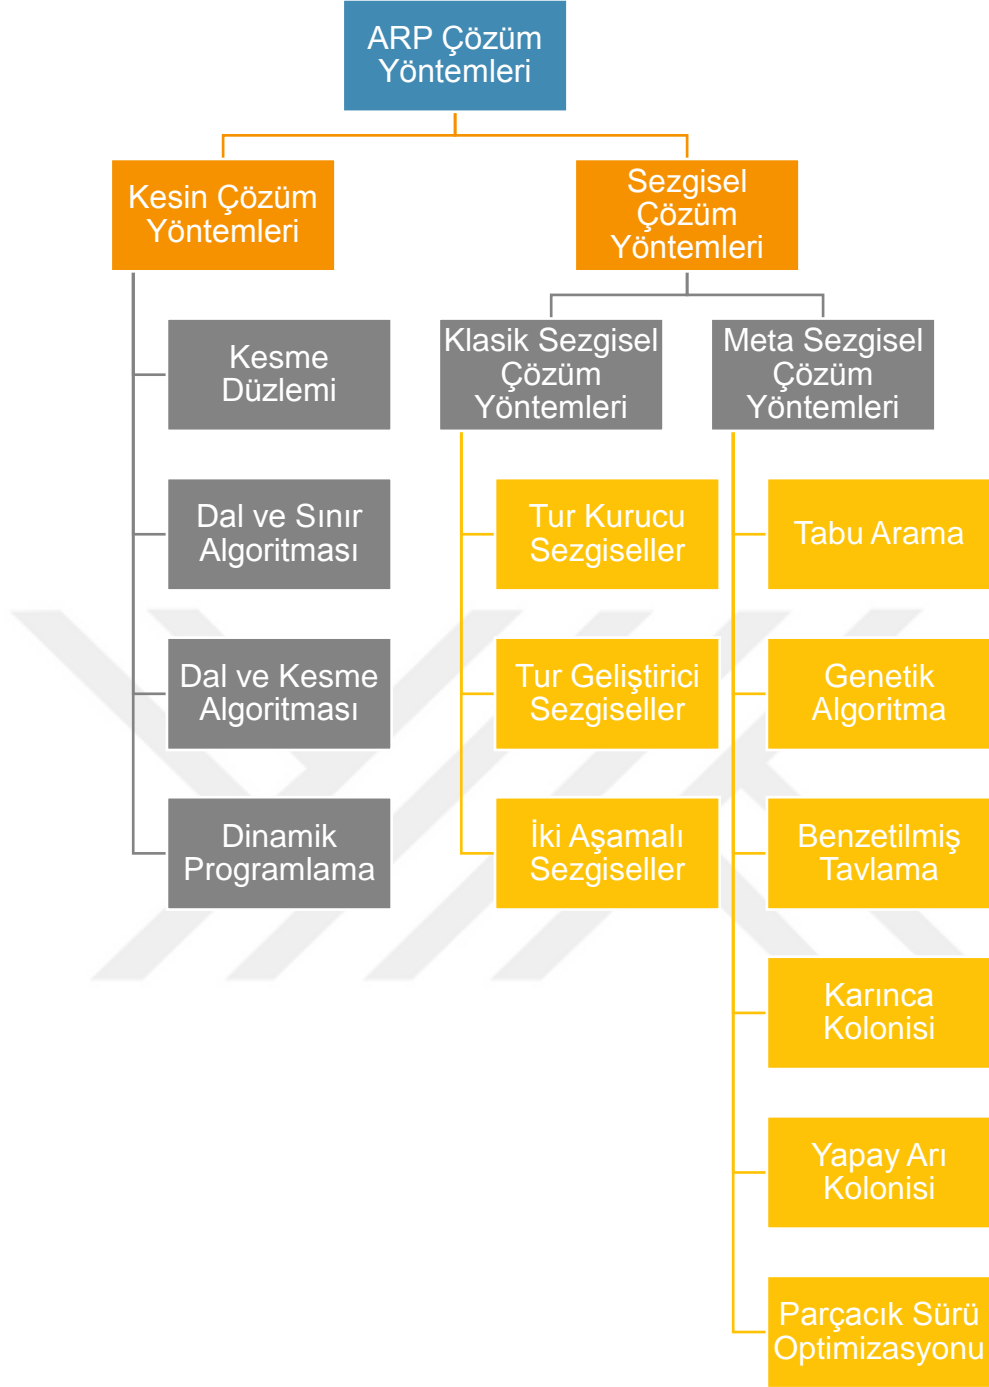 ARP Çözüm
Yöntemleri
Kesin Çözüm
Yöntemleri
Sezgisel
Çözüm
Yöntemleri
Kesme
Düzlemi
Dal ve Sınır
Algoritması
Dal ve Kesme
Algoritması
Dinamik
Programlama
Klasik Sezgisel
Çözüm
Yöntemleri
Tur Kurucu
Sezgiseller
Tur Geliştirici
Sezgiseller
İki Aşamalı
Sezgiseller
Meta Sezgisel
Çözüm
Yöntemleri
Tabu Arama
Genetik
Algoritma
Benzetilmiş
Tavlama
Karınca
Kolonisi
Yapay Arı
Kolonisi
Parçacık Sürü
Optimizasyonu